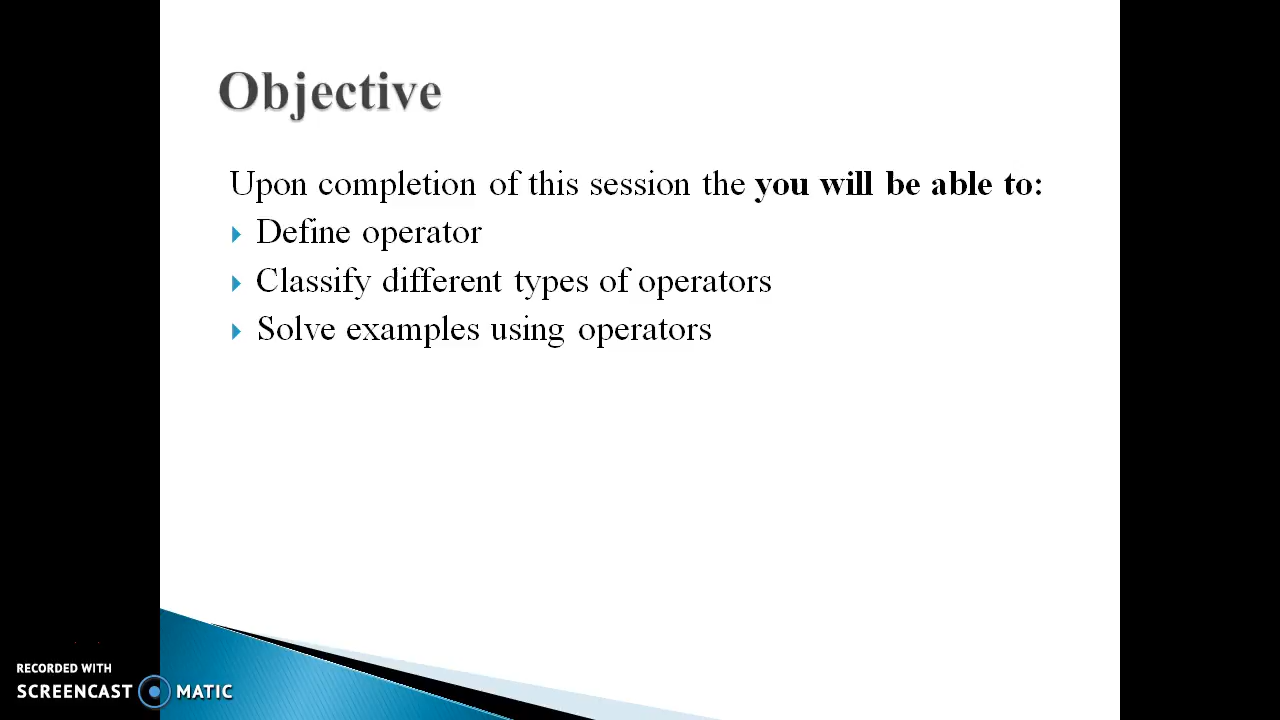 Objective
Upon completion of this session the you will be able to:
Define operator
Classify different types of operators
Solve examples using operators
RECORDED WITH
SCREENCAST MATIC